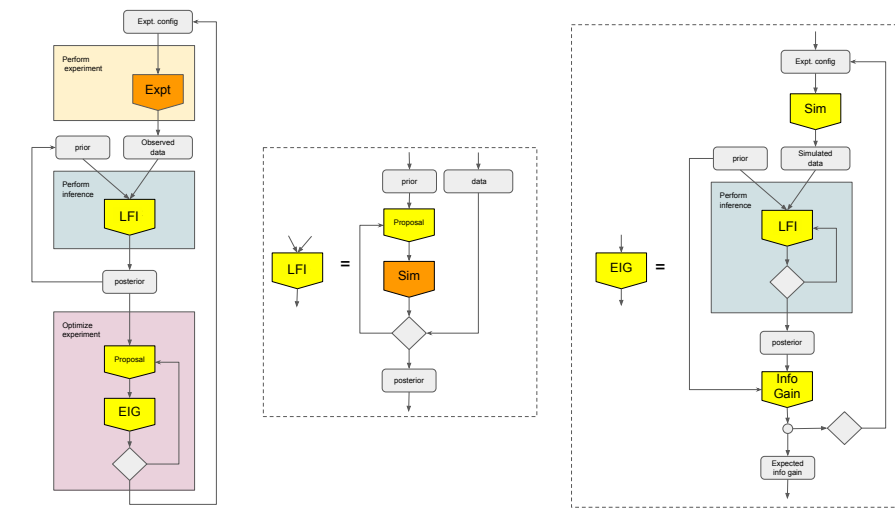 Expt. config
Perform
experiment
Expt
prior
Observed
data
Perform
inference
LFI
posterior
Optimize
experiment
Proposal
EIG
LFI
=
prior
data
Proposal
Sim
posterior
EIG
=
Expt. config
Sim
prior
Simulated
data
Perform
inference
LFI
posterior
Info
Gain
Expected
info gain